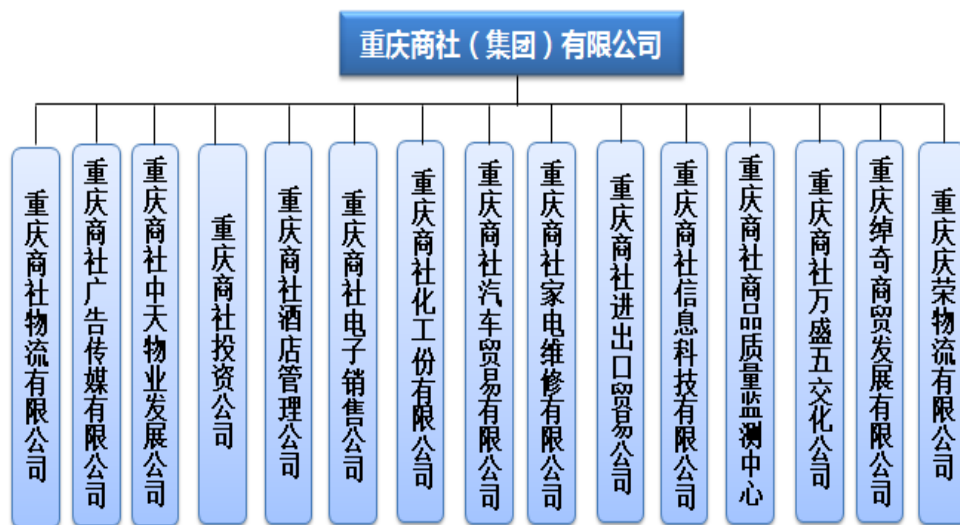 重庆商社（集团）有限公司
重庆商社物流有限公司
重庆商社广告传媒有限公司
重庆商社中天物业发展公司
重庆商社投资公司
重庆商社酒店管理公司
重庆商社电子销售公司
重庆商社化工份有限公司
重庆商社汽车贸易有限公司
重庆商社家电维修有限公司
重庆商社进出口贸易公司
重庆商社信息科技有限公司
重庆商社商品质量监测中心
重庆商社万盛五交化公司
重庆绰奇商贸发展有限公司
重庆庆荣物流有限公司